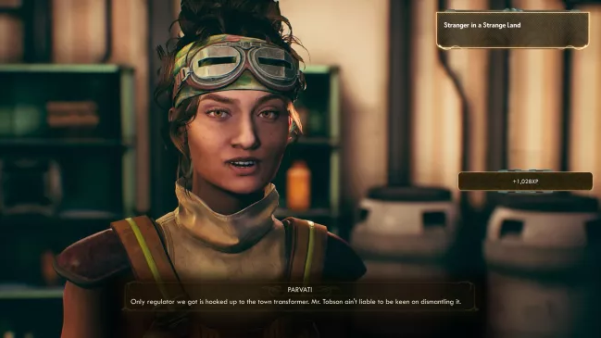 Stranger in a Strange Land
+1,028XP
PARVATI
Only regulator we got is hooked up to the town transformer. Mr. Tobson ain't liable to be keen on dismantling it.